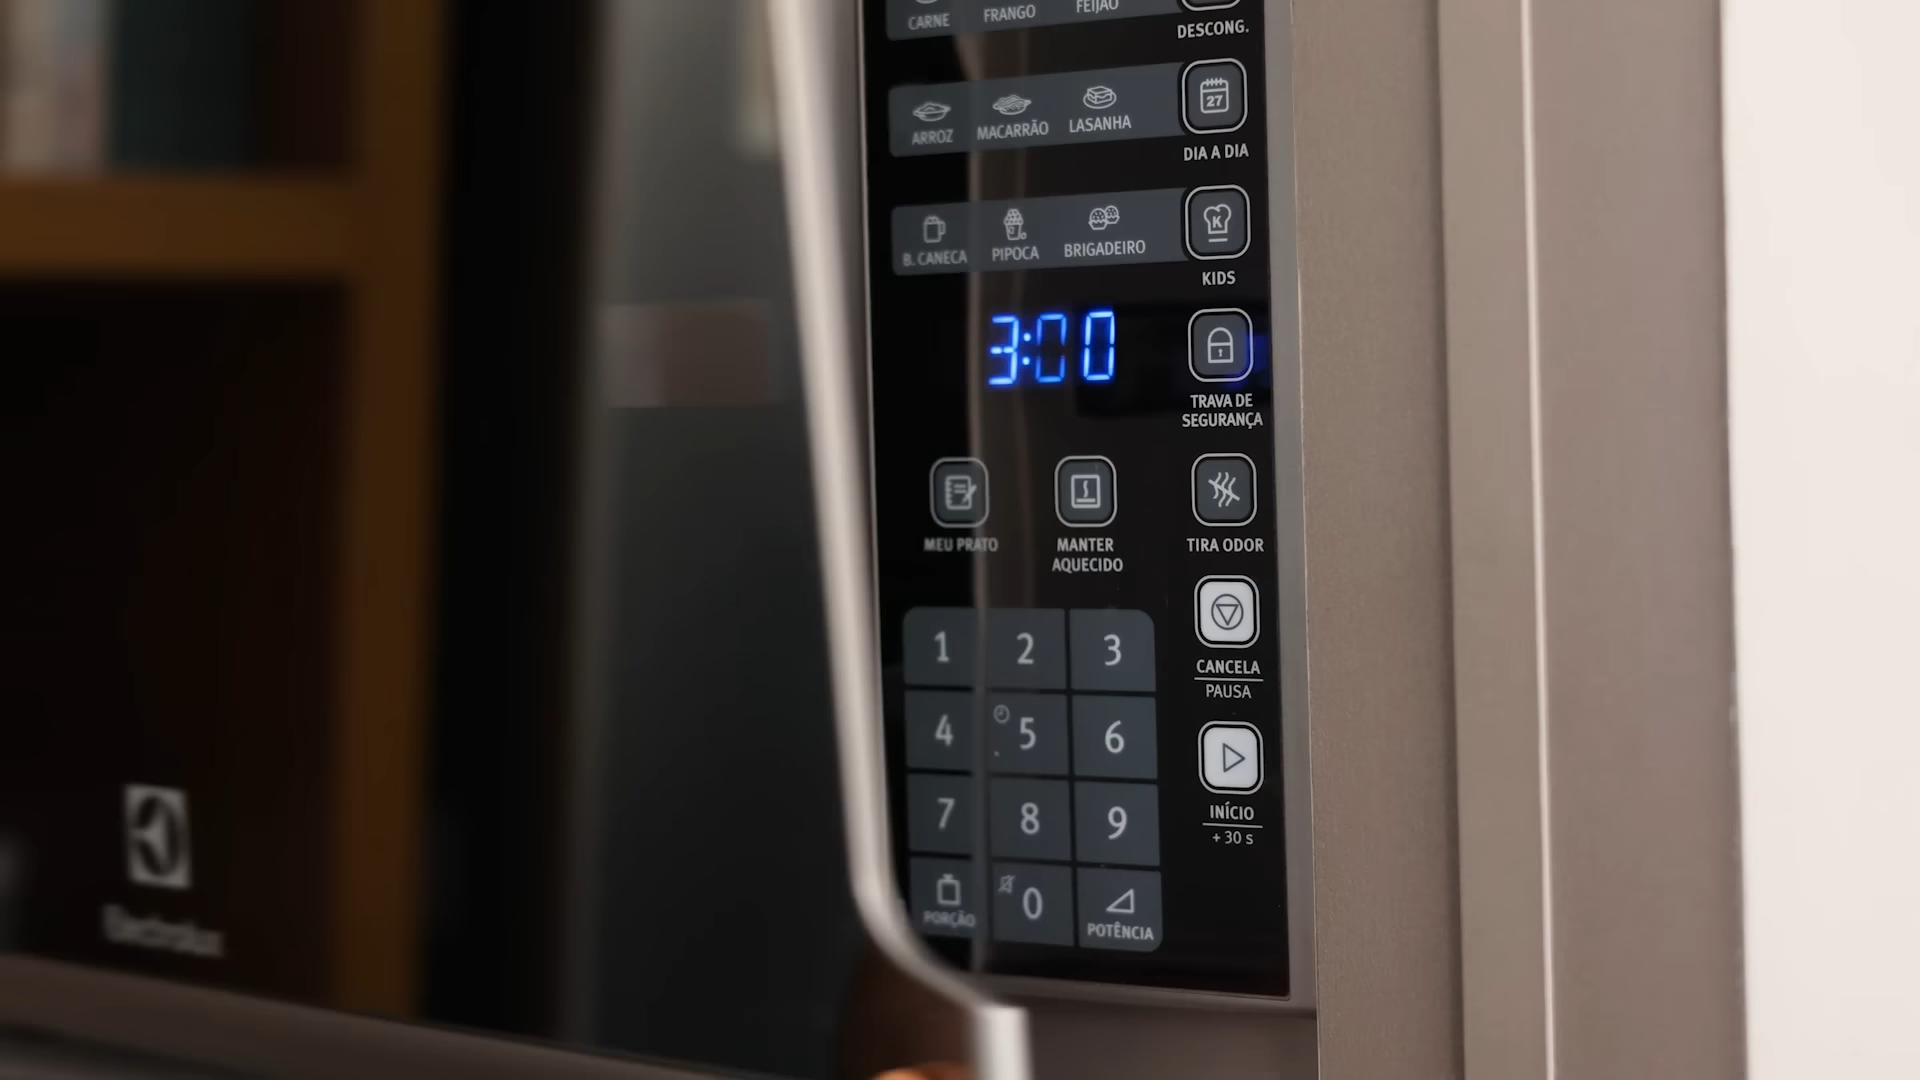 CARNE FRANGO FEIJÃO
DESCONG.
27
ARROZ MACARRÃO LASANHA
DIA A DIA
K
B. CANECA PIPOCA BRIGADEIRO
KIDS
3:00
TRAVA DE
SEGURANÇA
MEU PRATO
MANTER
AQUECIDO
TIRA ODOR
1 2 3
CANCELA
PAUSA
4 5 6
7 8 9
INÍCIO
+ 30 s
PORÇÃO 0 POTÊNCIA
Electrolux